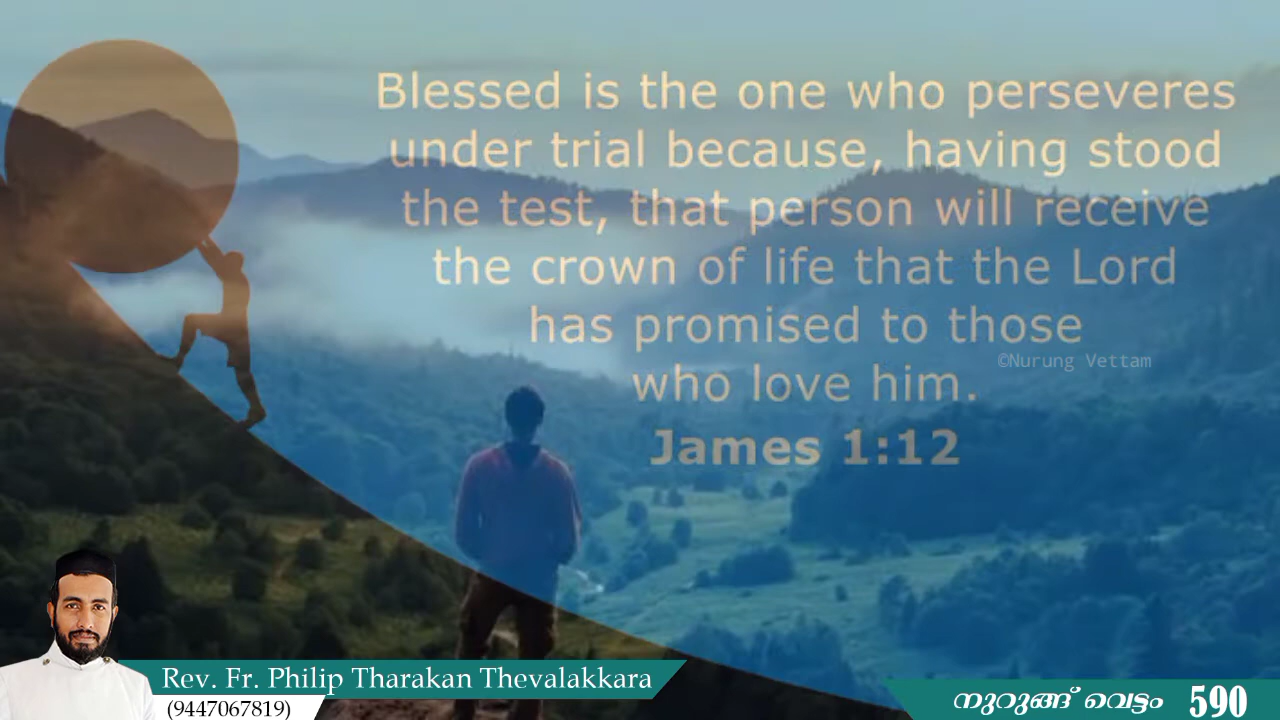 Blessed is the one who perseveres
under trial because, having stood
the test, that person will receive
the crown of life that the Lord
has promised to those
©Nurung Vettam
who love him.
James 1:12
Rev. Fr. Philip Tharakan Thevalakkara
(9447067819)
നുറുങ്ങ് വെട്ടം 590